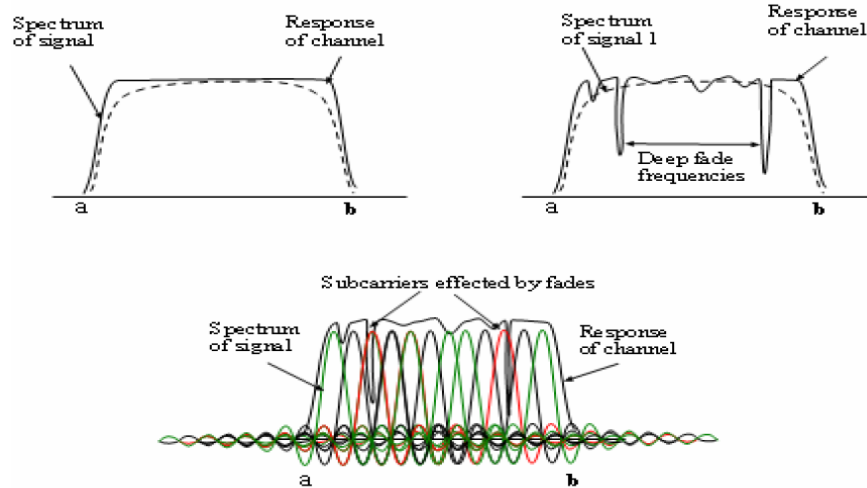 Spectrum
of signal
Response
of channel
a
b
Spectrum
of signal 1
Response
of channel
Deep fade
frequencies
a
b
Subcarriers effected by fades
Spectrum
of signal
Response
of channel
a
b